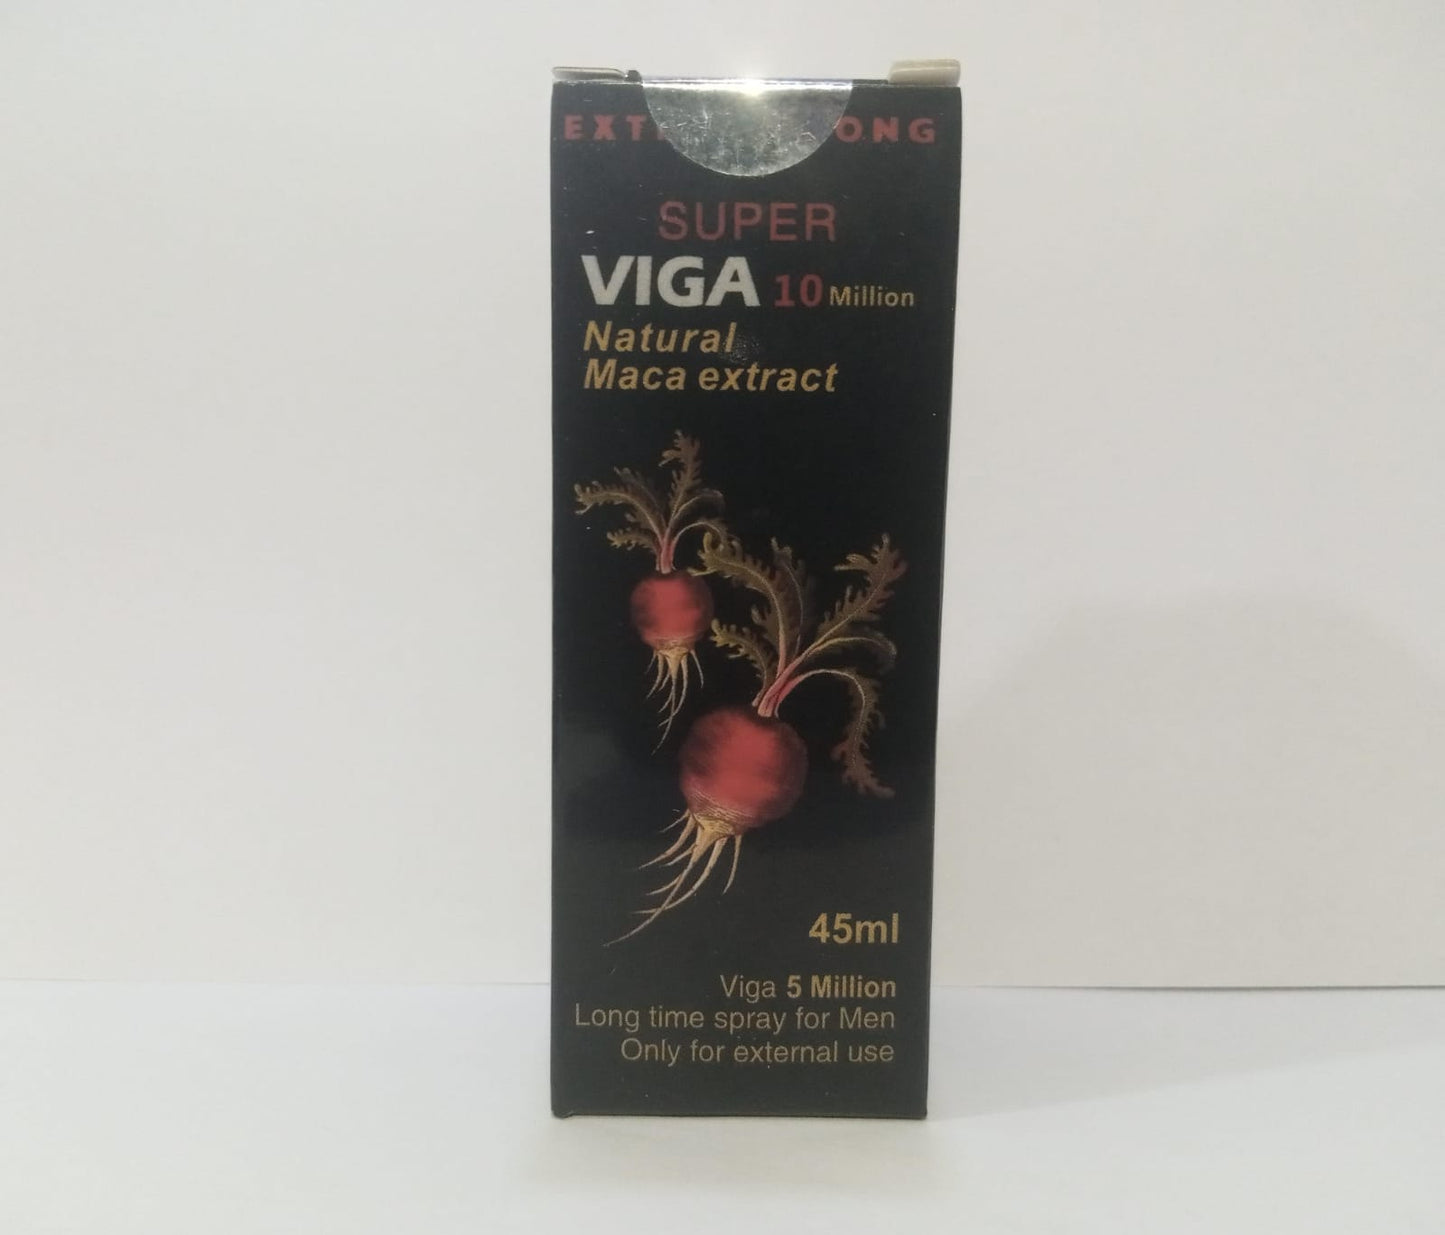 SUPER
VIGA 10 Million
Natural
Maca extract
45ml
Viga 5 Million
Long time spray for Men
Only for external use